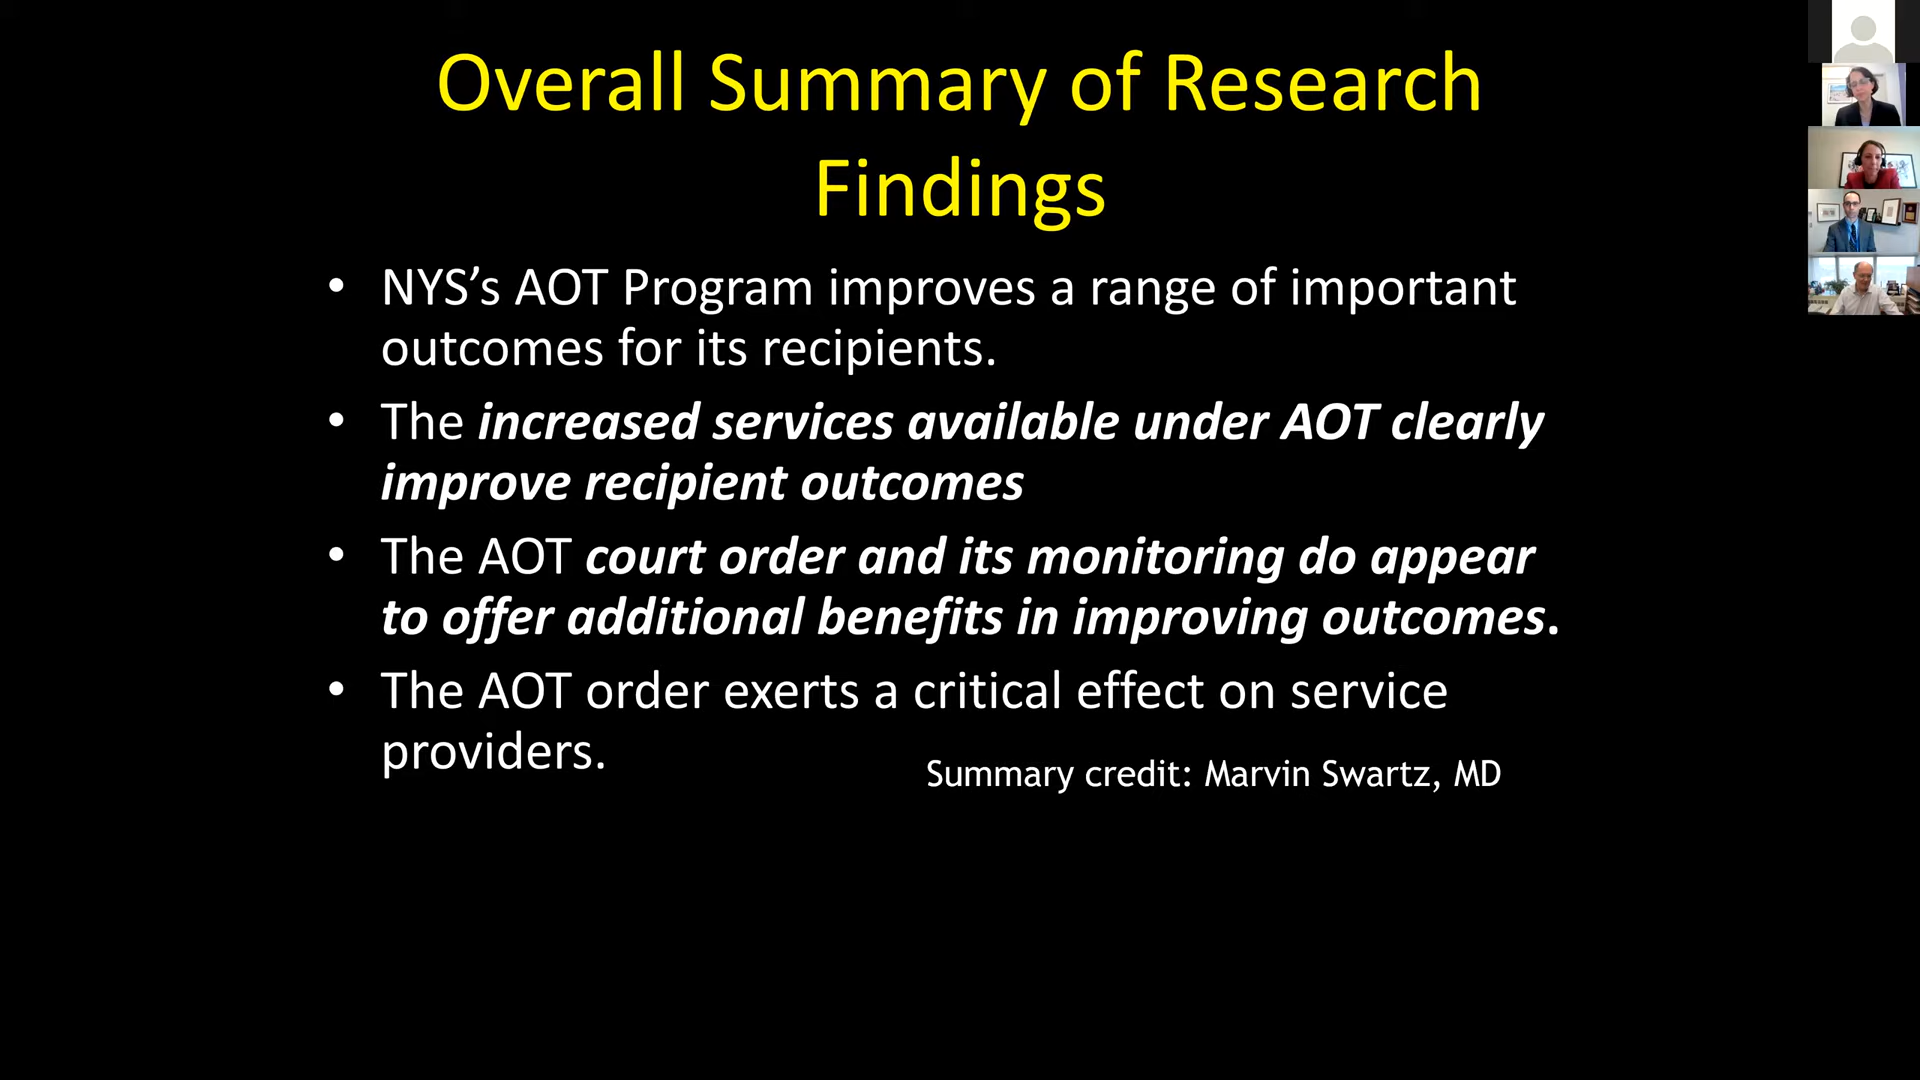 Overall Summary of Research
Findings
• NYS’s AOT Program improves a range of important
outcomes for its recipients.
• The increased services available under AOT clearly
improve recipient outcomes
• The AOT court order and its monitoring do appear
to offer additional benefits in improving outcomes.
• The AOT order exerts a critical effect on service
providers.
Summary credit: Marvin Swartz, MD